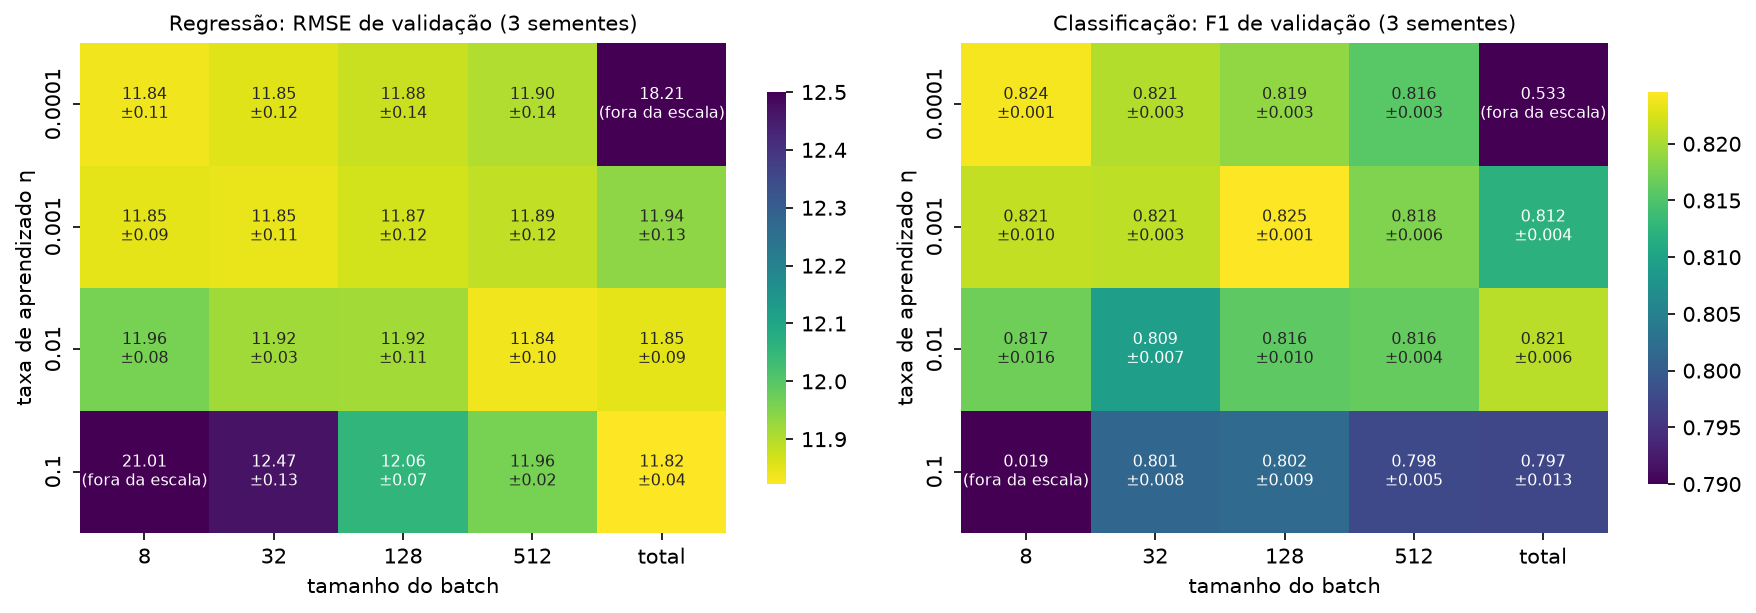 Regressão: RMSE de validação (3 sementes)
taxa de aprendizado η
0.0001
11.84 11.85 11.88 11.90 18.21
±0.11 ±0.12 ±0.14 ±0.14 (fora da escala)
0.001
11.85 11.85 11.87 11.89 11.94
±0.09 ±0.11 ±0.12 ±0.12 ±0.13
0.01
11.96 11.92 11.92 11.84 11.85
±0.08 ±0.03 ±0.11 ±0.10 ±0.09
0.1
21.01 12.47 12.06 11.96 11.82
(fora da escala) ±0.13 ±0.07 ±0.02 ±0.04
8 32 128 512 total
tamanho do batch
12.5
12.4
12.3
12.2
12.1
12.0
11.9
Classificação: F1 de validação (3 sementes)
taxa de aprendizado η
0.0001
0.824 0.821 0.819 0.816 0.533
±0.001 ±0.003 ±0.003 ±0.003 (fora da escala)
0.001
0.821 0.821 0.825 0.818 0.812
±0.010 ±0.003 ±0.001 ±0.006 ±0.004
0.01
0.817 0.809 0.816 0.816 0.821
±0.016 ±0.007 ±0.010 ±0.004 ±0.006
0.1
0.019 0.801 0.802 0.798 0.797
(fora da escala) ±0.008 ±0.009 ±0.005 ±0.013
8 32 128 512 total
tamanho do batch
0.820
0.815
0.810
0.805
0.800
0.795
0.790